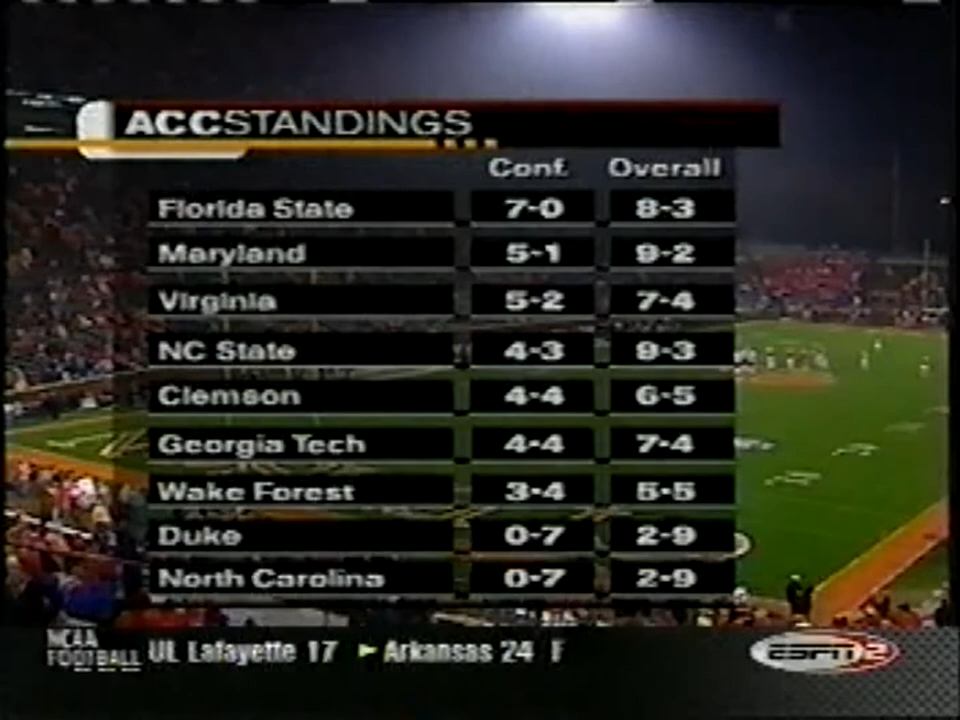 ACCSTANDINGS
Conf. Overall
Florida State 7-0 8-3
Maryland 5-1 9-2
Virginia 5-2 7-4
NC State 4-3 9-3
Clemson 4-4 6-5
Georgia Tech 4-4 7-4
Wake Forest 3-4 5-5
Duke 0-7 2-9
North Carolina 0-7 2-9
NCAA
FOOTBALL UL Lafayette 17 Arkansas 24 F
ESPN2